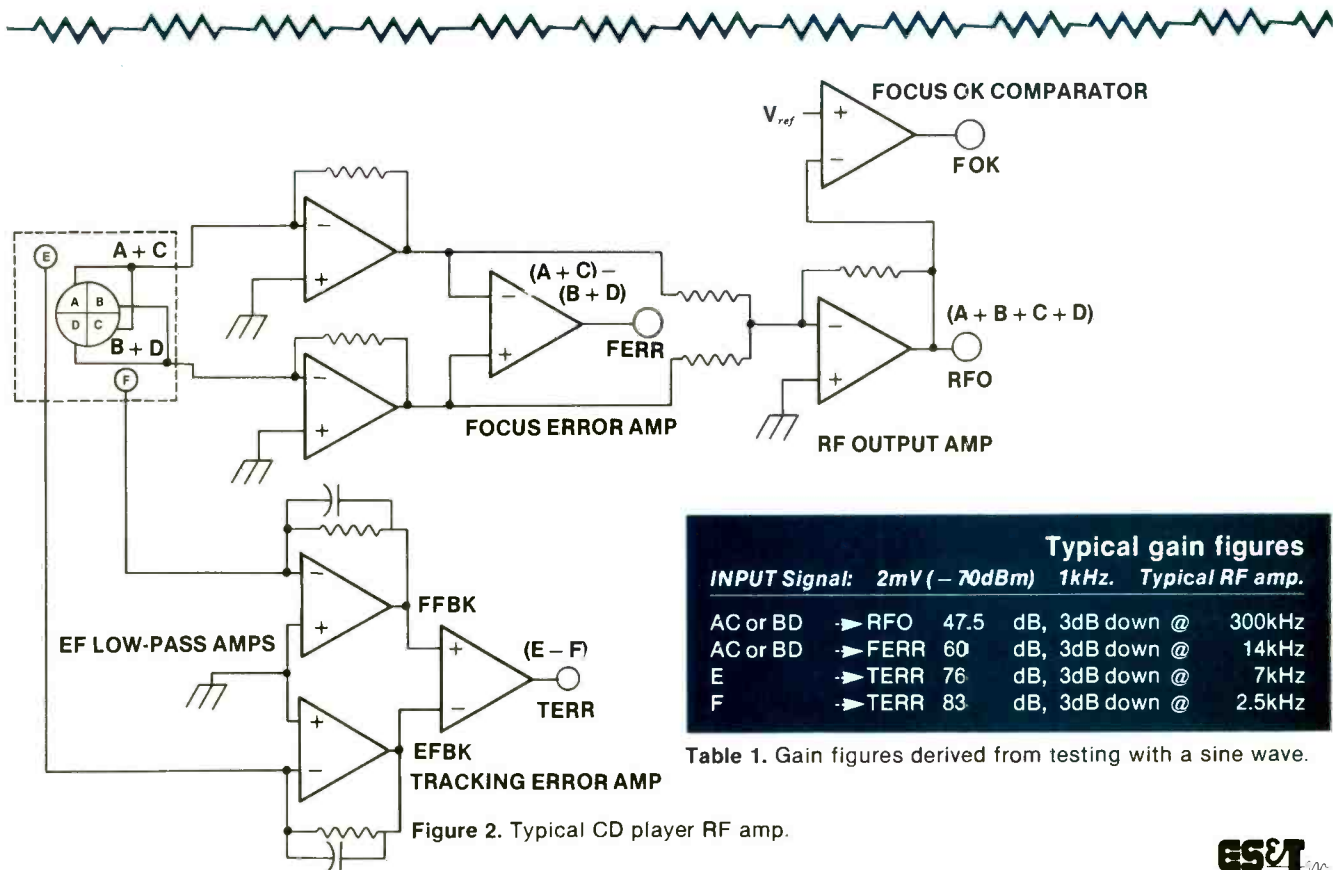 FOCUS OK COMPARATOR
V ref
+
-
FOK
E
A + C
A B
D C
B + D
F
-
+
-
+
(A + C) –
(B + D)
-
+
FERR
FOCUS ERROR AMP
(A + B + C + D)
-
+
RFO
RF OUTPUT AMP
-
+
FFBK
EF LOW-PASS AMPS
+
-
(E – F)
TERR
+
-
EFBK
TRACKING ERROR AMP
Figure 2. Typical CD player RF amp.
Typical gain figures
INPUT Signal: 2mV (– 70dBm) 1kHz. Typical RF amp.
AC or BD → RFO 47.5 dB, 3dB down @ 300kHz
AC or BD → FERR 60 dB, 3dB down @ 14kHz
E → TERR 76 dB, 3dB down @ 7kHz
F → TERR 83 dB, 3dB down @ 2.5kHz
Table 1. Gain figures derived from testing with a sine wave.
ES&T